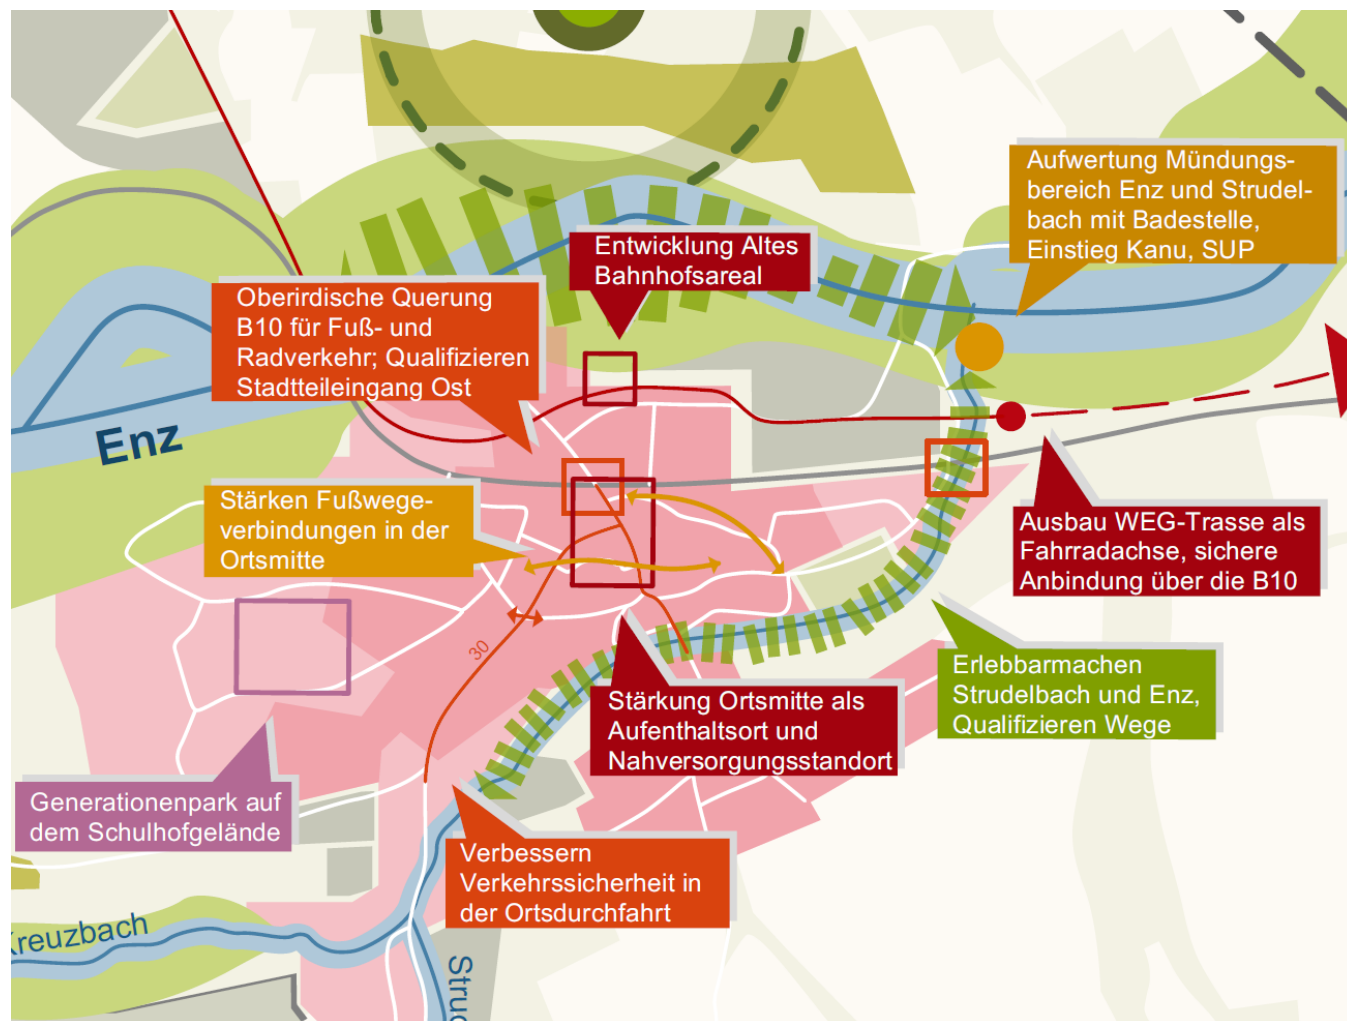 Aufwertung Mündungs-
bereich Enz und Strudel-
bach mit Badestelle,
Einstieg Kanu, SUP
Entwicklung Altes
Bahnhofsareal
Oberirdische Querung
B10 für Fuß- und
Radverkehr; Qualifizieren
Stadtteileingang Ost
Enz
Stärken Fußwege-
verbindungen in der
Ortsmitte
Ausbau WEG-Trasse als
Fahrradachse, sichere
Anbindung über die B10
30
Erlebbarmachen
Strudelbach und Enz,
Qualifizieren Wege
Stärkung Ortsmitte als
Aufenthaltsort und
Nahversorgungsstandort
Generationenpark auf
dem Schulhofgelände
Verbessern
Verkehrssicherheit in
der Ortsdurchfahrt
Kreuzbach
Strud